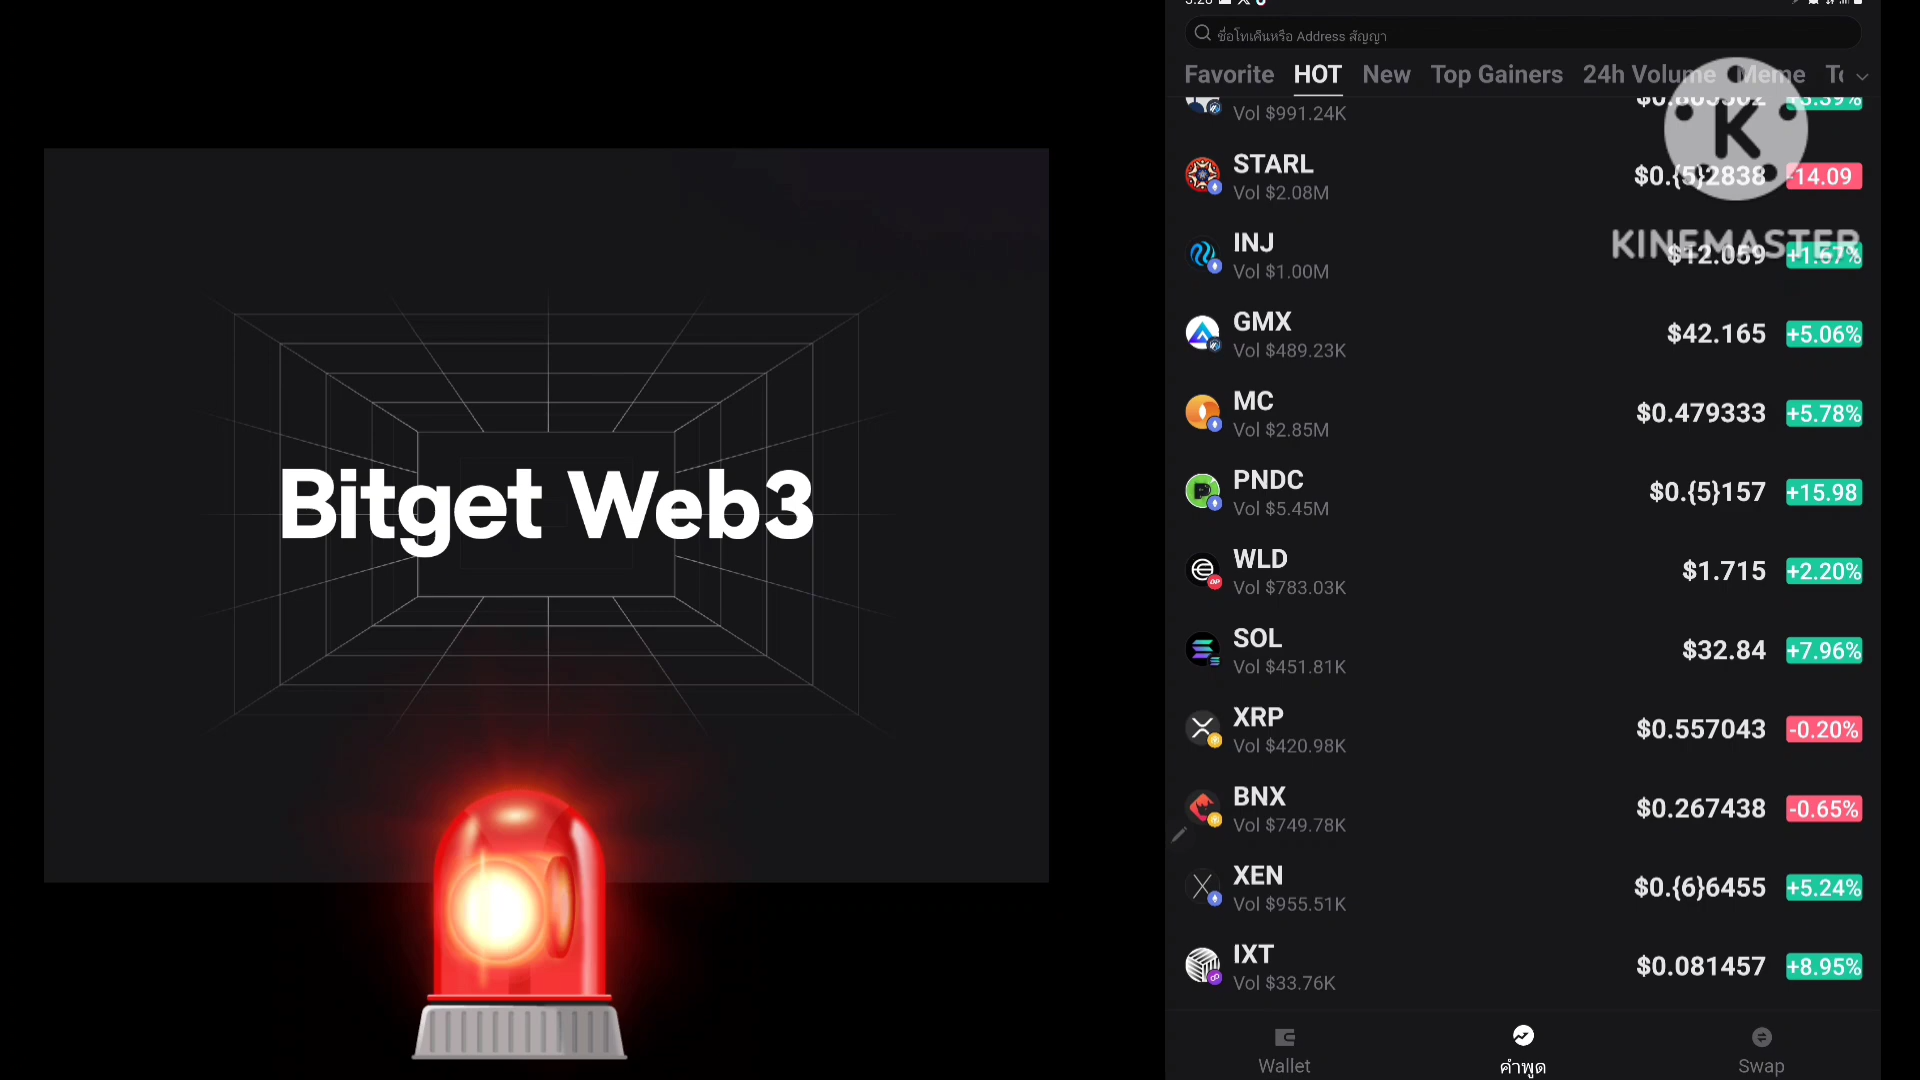 Bitget Web3
ชื่อโทเค็นหรือ Address สัญญา
Favorite HOT New Top Gainers 24h Volume Meme
Vol $991.24K
STARL
Vol $2.08M
$0.{5}2838 -14.09
INJ
Vol $1.00M
$12.059 +1.67%
KINEMASTER
GMX
Vol $489.23K
$42.165 +5.06%
MC
Vol $2.85M
$0.479333 +5.78%
PNDC
Vol $5.45M
$0.{5}157 +15.98
WLD
Vol $783.03K
$1.715 +2.20%
SOL
Vol $451.81K
$32.84 +7.96%
XRP
Vol $420.98K
$0.557043 -0.20%
BNX
Vol $749.78K
$0.267438 -0.65%
XEN
Vol $955.51K
$0.{6}6455 +5.24%
IXT
Vol $33.76K
$0.081457 +8.95%
Wallet คำพูด Swap